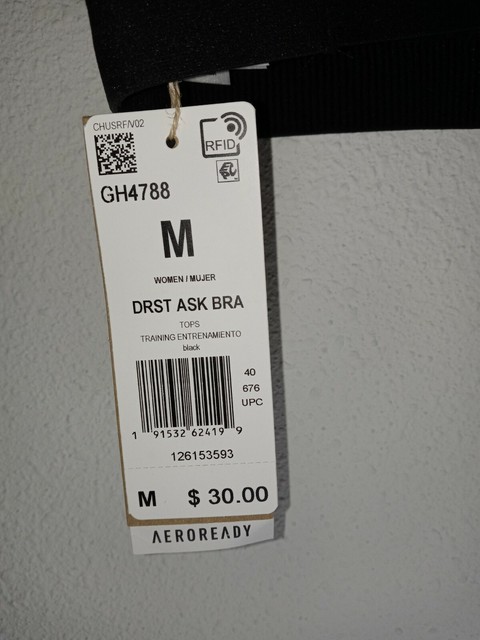 CHUSRF/V02
RFID
GH4788
M
WOMEN / MUJER
DRST ASK BRA
TOPS
TRAINING ENTRENAMIENTO
black
40
676
UPC
1 91532 62419 9
126153593
M $ 30.00
AEROREADY